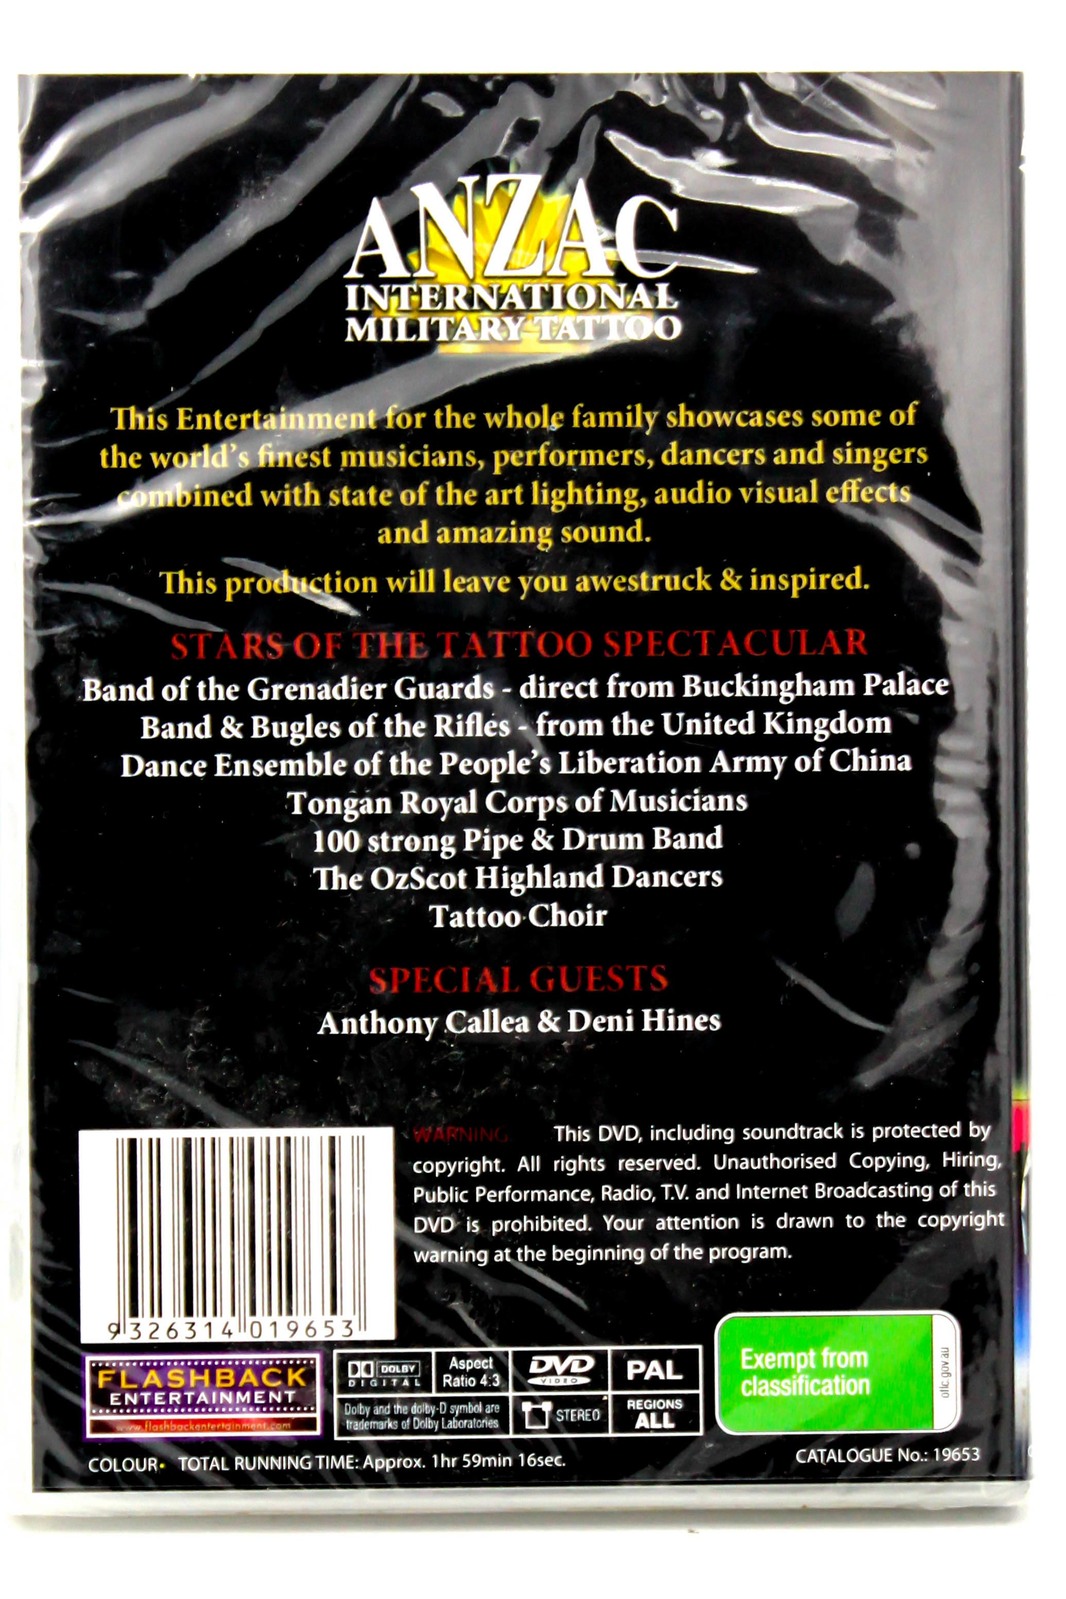 ANZAC
INTERNATIONAL
MILITARY TATTOO
This Entertainment for the whole family showcases some of
the world's finest musicians, performers, dancers and singers
combined with state of the art lighting, audio visual effects
and amazing sound.
This production will leave you awestruck & inspired.
STARS OF THE TATTOO SPECTACULAR
Band of the Grenadier Guards - direct from Buckingham Palace
Band & Bugles of the Rifles - from the United Kingdom
Dance Ensemble of the People's Liberation Army of China
Tongan Royal Corps of Musicians
100 strong Pipe & Drum Band
The OzScot Highland Dancers
Tattoo Choir
SPECIAL GUESTS
Anthony Callea & Deni Hines
WARNING This DVD, including soundtrack is protected by
copyright. All rights reserved. Unauthorised Copying, Hiring,
Public Performance, Radio, T.V. and Internet Broadcasting of this
DVD is prohibited. Your attention is drawn to the copyright
warning at the beginning of the program.
9 326314 019653
FLASHBACK
ENTERTAINMENT
www.flashbackentertainment.com
DOLBY
DIGITAL
Aspect
Ratio 4:3
DVD
VIDEO
PAL
Dolby and the dolby-D symbol are
trademarks of Dolby Laboratories
STEREO
REGIONS
ALL
Exempt from
classification
oflc.gov.au
COLOUR• TOTAL RUNNING TIME: Approx. 1hr 59min 16sec.
CATALOGUE No.: 19653